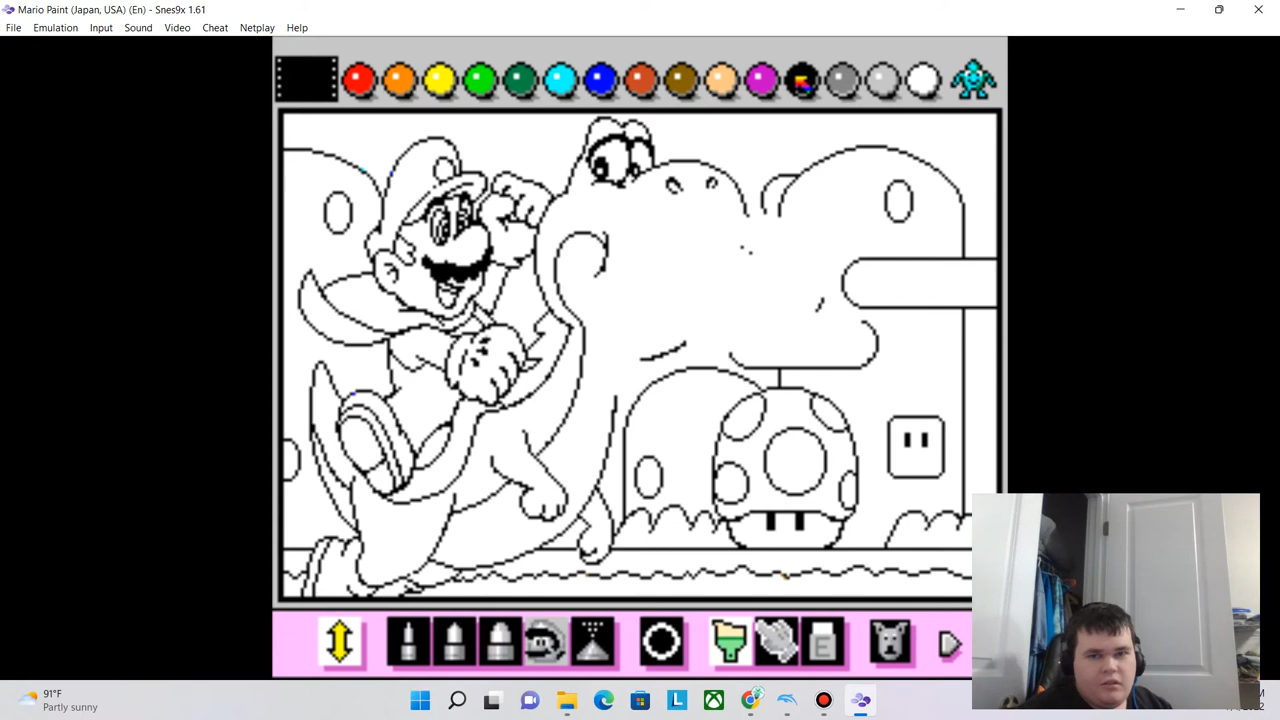 Mario Paint (Japan, USA) (En) - Snes9x 1.61
File Emulation Input Sound Video Cheat Netplay Help
E
91°F
Partly sunny
L